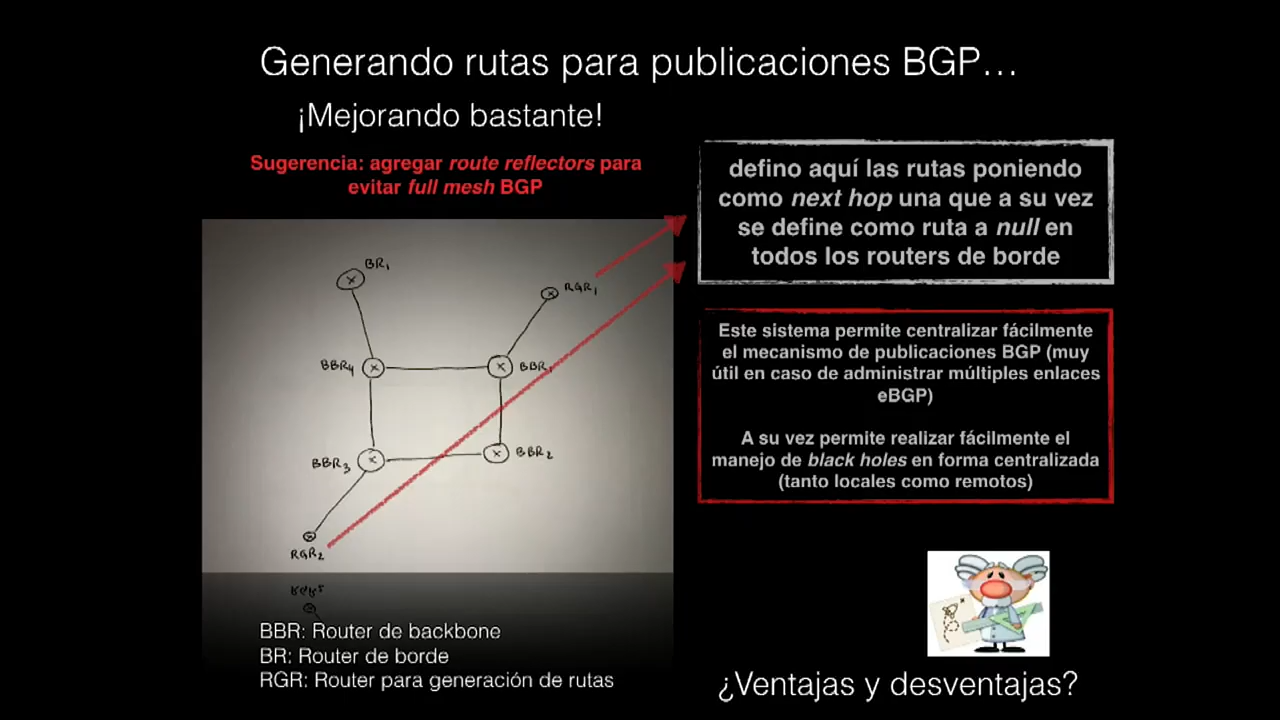 Generando rutas para publicaciones BGP...
¡Mejorando bastante!
Sugerencia: agregar route reflectors para
evitar full mesh BGP
defino aquí las rutas poniendo
como next hop una que a su vez
se define como ruta a null en
todos los routers de borde
BR1
RGR1
BBR4
BBR1
BBR3
BBR2
RGR2
Este sistema permite centralizar fácilmente
el mecanismo de publicaciones BGP (muy
útil en caso de administrar múltiples enlaces
eBGP)
A su vez permite realizar fácilmente el
manejo de black holes en forma centralizada
(tanto locales como remotos)
BBR: Router de backbone
BR: Router de borde
RGR: Router para generación de rutas
¿Ventajas y desventajas?